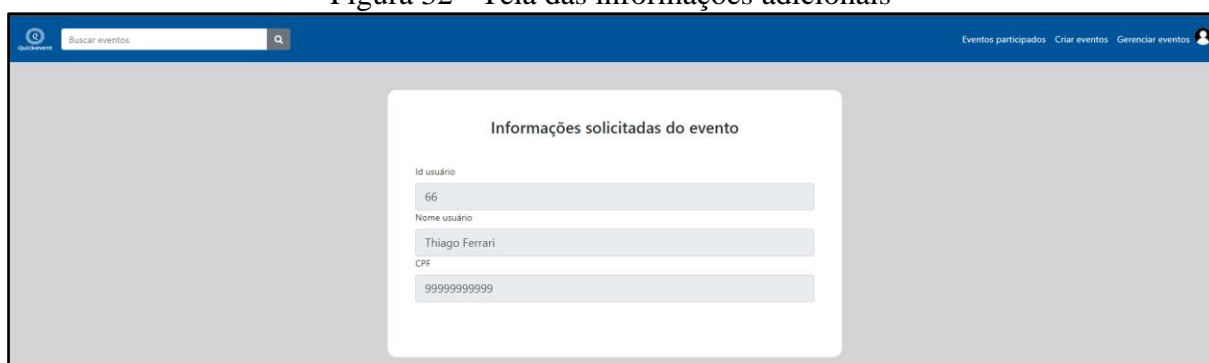 Figura 32 - Tela das informações adicionais
Quickevent
Buscar eventos
Eventos participados Criar eventos Gerenciar eventos
Informações solicitadas do evento
Id usuário
66
Nome usuário
Thiago Ferrari
CPF
99999999999